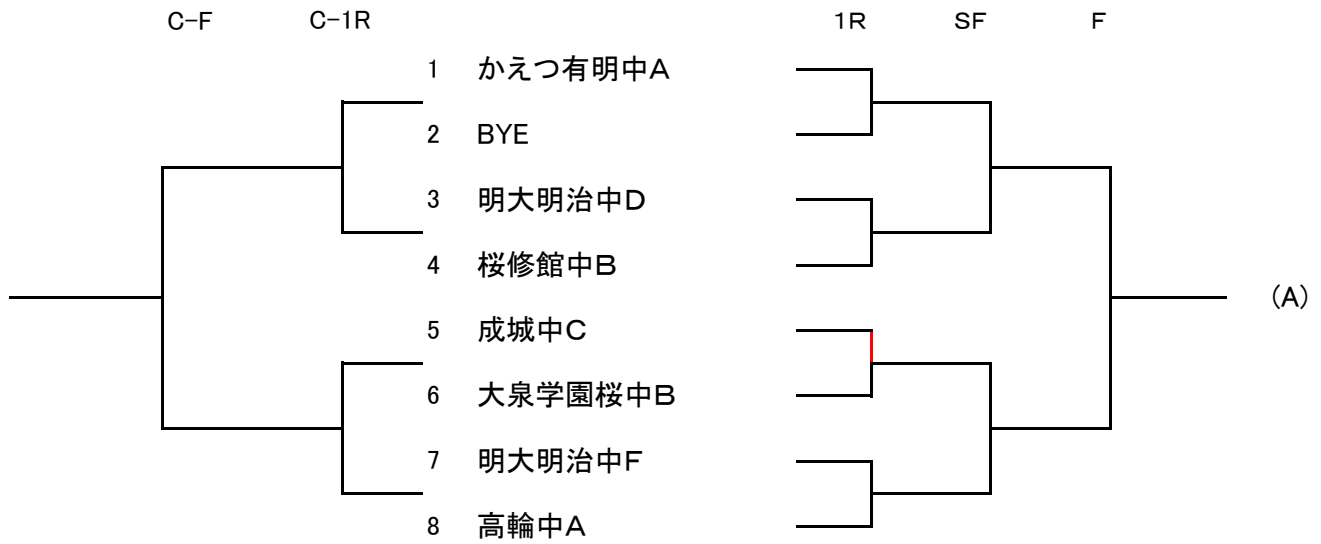 C-F C-1R 1R SF F
1 かえつ有明中A
2 BYE
3 明大明治中D
4 桜修館中B
(A)
5 成城中C
6 大泉学園桜中B
7 明大明治中F
8 高輪中A